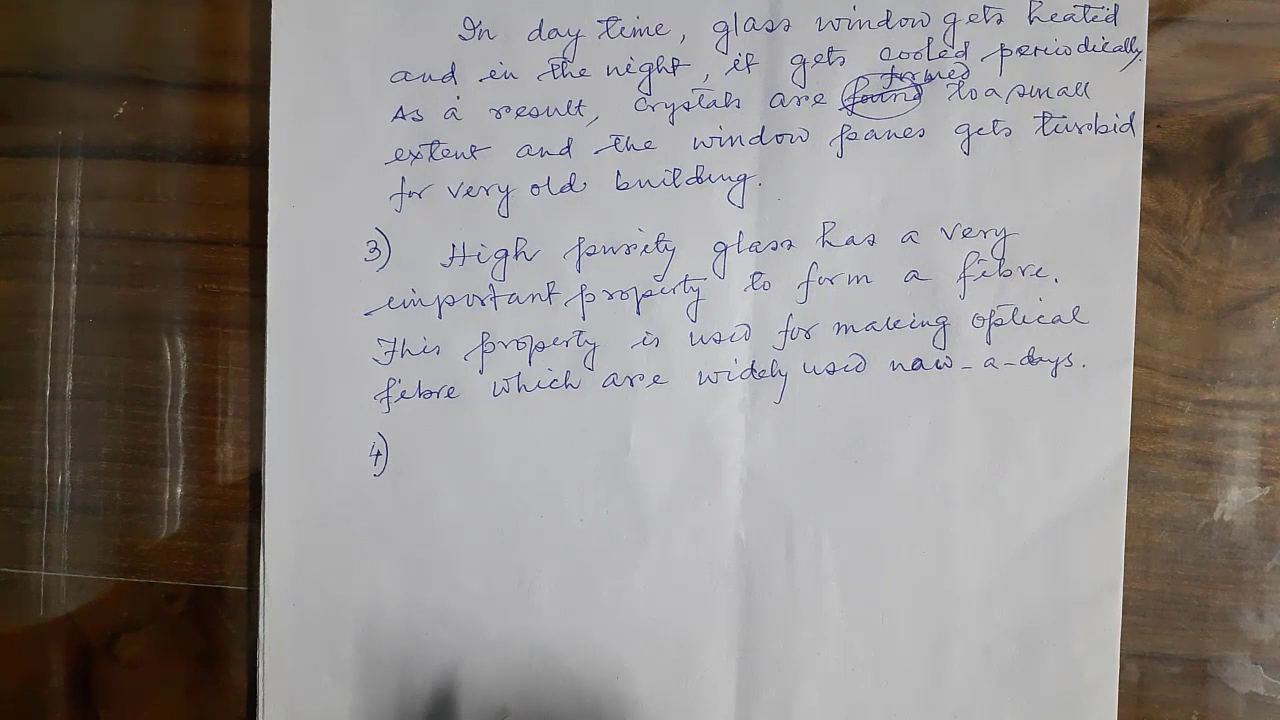 In day time, glass window gets heated
and in the night, it gets cooled periodically.
As a result, crystals are formed to a small
extent and the window panes gets turbid
for very old building.
3) High purity glass has a very
important property to form a fibre.
This property is used for making optical
fibre which are widely used now-a-days.
4)